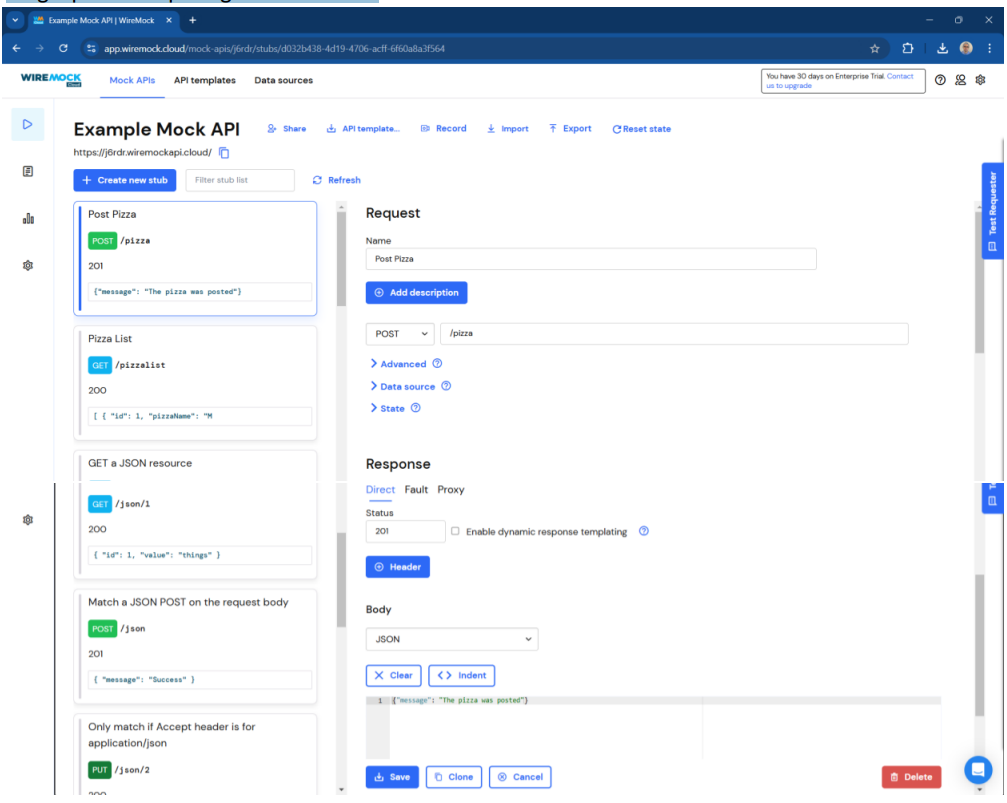 Example Mock API | WireMock
app.wiremock.cloud/mock-apis/j6rdr/stubs/d032b438-4d19-4706-acff-6f60a8a3f564
WIREMOCK
Cloud
Mock APIs
API templates
Data sources
You have 30 days on Enterprise Trial. Contact
us to upgrade
Example Mock API
Share
API template...
Record
Import
Export
Reset state
https://j6rdr.wiremockapi.cloud/
+ Create new stub
Filter stub list
Refresh
Test Requester
Post Pizza
POST /pizza
201
{"message": "The pizza was posted"}
Pizza List
GET /pizzalist
200
[ { "id": 1, "pizzaName": "M
GET a JSON resource
GET /json/1
200
{ "id": 1, "value": "things" }
Match a JSON POST on the request body
POST /json
201
{ "message": "Success" }
Only match if Accept header is for
application/json
PUT /json/2
200
Request
Name
Post Pizza
Add description
POST
/pizza
Advanced
Data source
State
Response
Direct Fault Proxy
Status
201
Enable dynamic response templating
Header
Body
JSON
Clear
Indent
1 {"message": "The pizza was posted"}
Save
Clone
Cancel
Delete